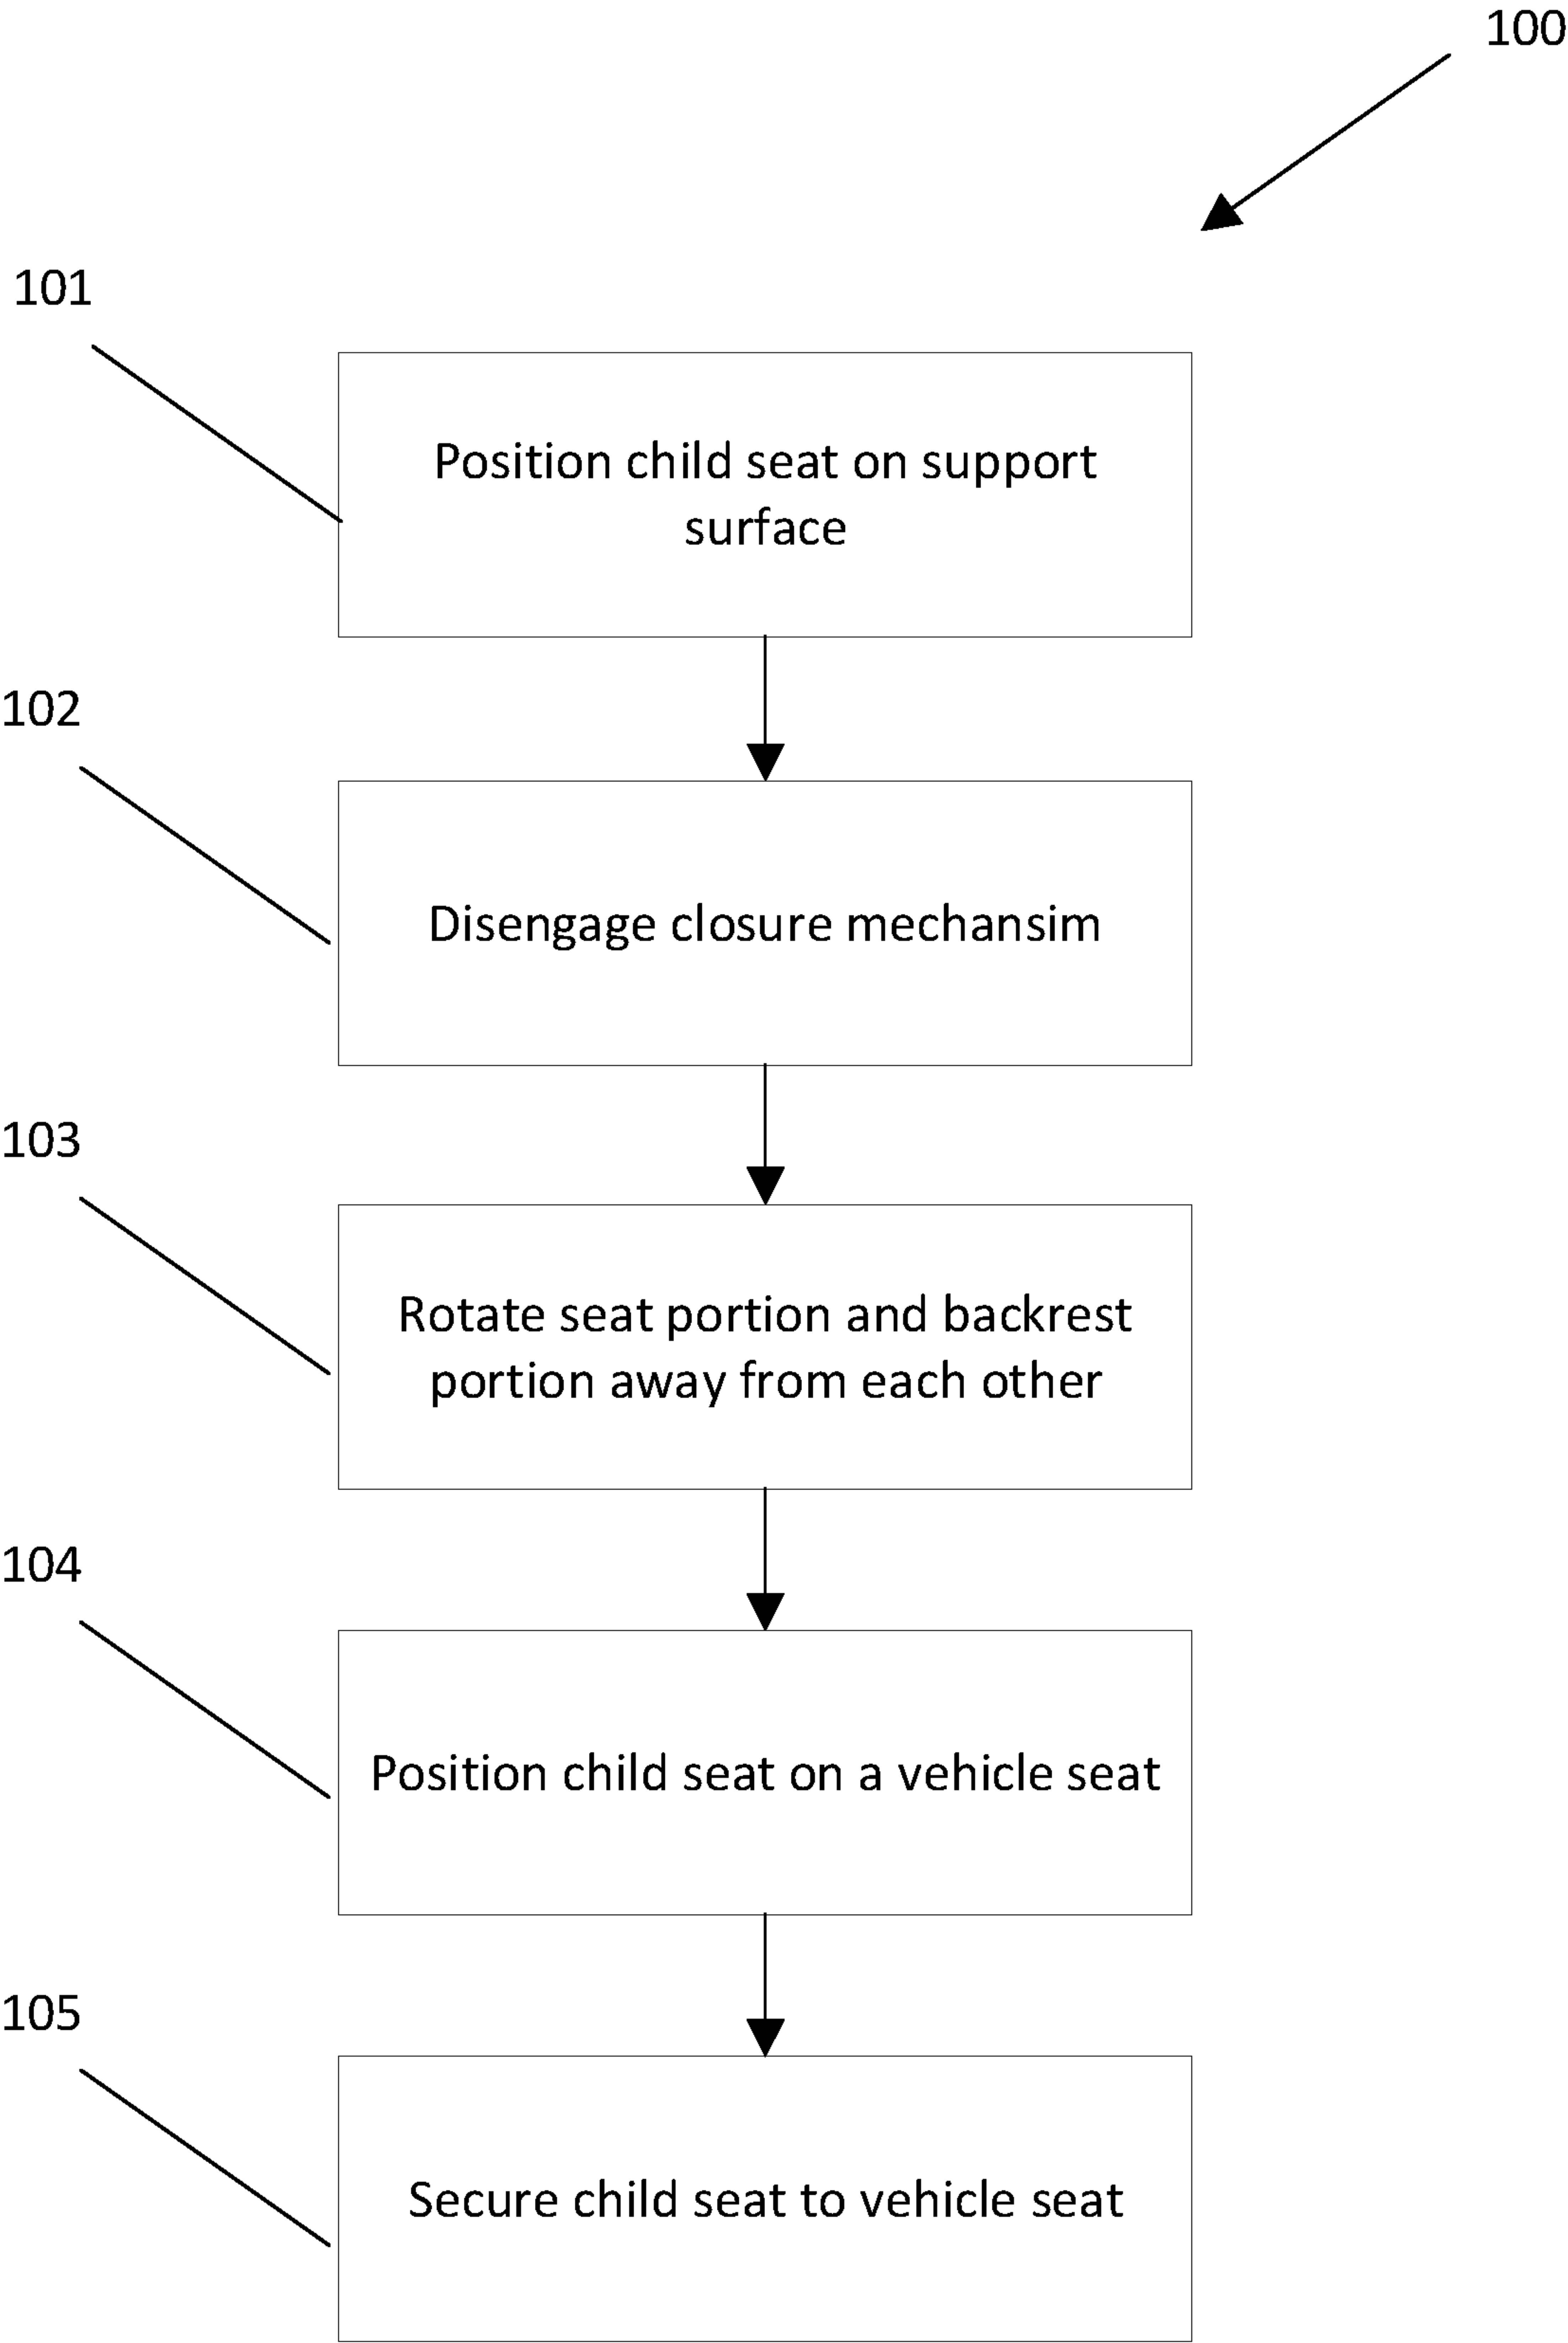 100
101
Position child seat on support
surface
102
Disengage closure mechansim
103
Rotate seat portion and backrest
portion away from each other
104
Position child seat on a vehicle seat
105
Secure child seat to vehicle seat